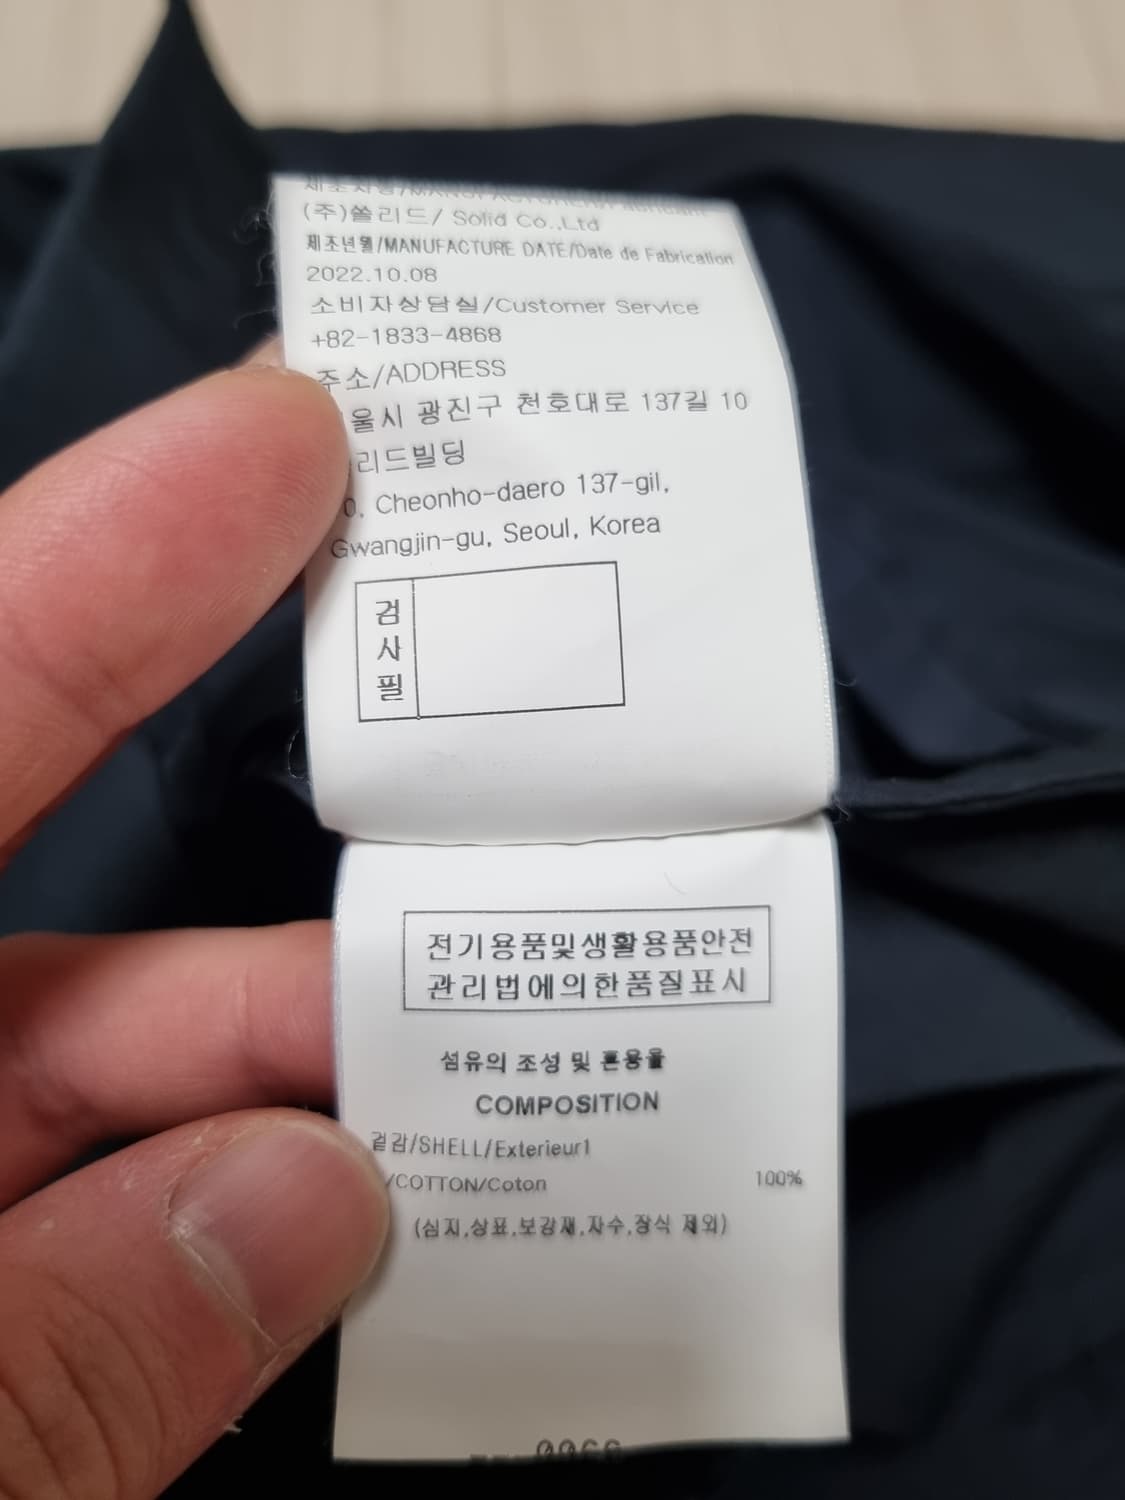 제조자명/MANUFACTURER/Fabricant
(주)쏠리드/ Solid Co.,Ltd
제조년월/MANUFACTURE DATE/Date de Fabrication
2022.10.08
소비자상담실/Customer Service
+82-1833-4868
주소/ADDRESS
울시 광진구 천호대로 137길 10
리드빌딩
0, Cheonho-daero 137-gil,
Gwangjin-gu, Seoul, Korea
검
사
필
전기용품및생활용품안전
관리법에의한품질표시
섬유의 조성 및 혼용율
COMPOSITION
겉감/SHELL/Exterieur1
/COTTON/Coton 100%
(심지,상표,보강재,자수,장식 제외)